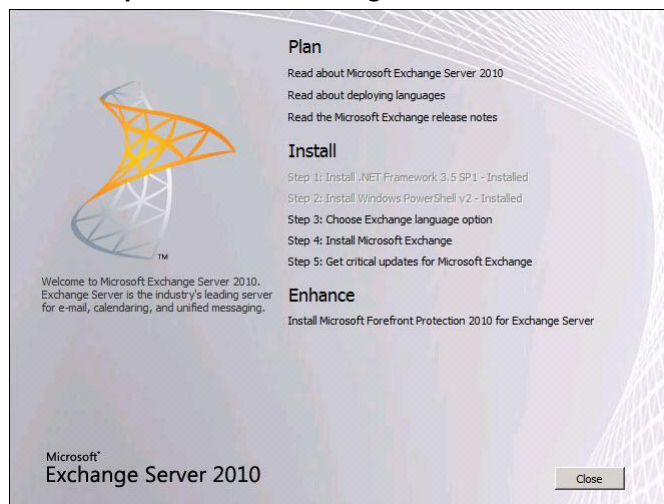 Plan
Read about Microsoft Exchange Server 2010
Read about deploying languages
Read the Microsoft Exchange release notes
Install
Step 1: Install .NET Framework 3.5 SP1 - Installed
Step 2: Install Windows PowerShell v2 - Installed
Step 3: Choose Exchange language option
Step 4: Install Microsoft Exchange
Step 5: Get critical updates for Microsoft Exchange
TM
Welcome to Microsoft Exchange Server 2010.
Exchange Server is the industry's leading server
for e-mail, calendaring, and unified messaging.
Enhance
Install Microsoft Forefront Protection 2010 for Exchange Server
Microsoft®
Exchange Server 2010
Close